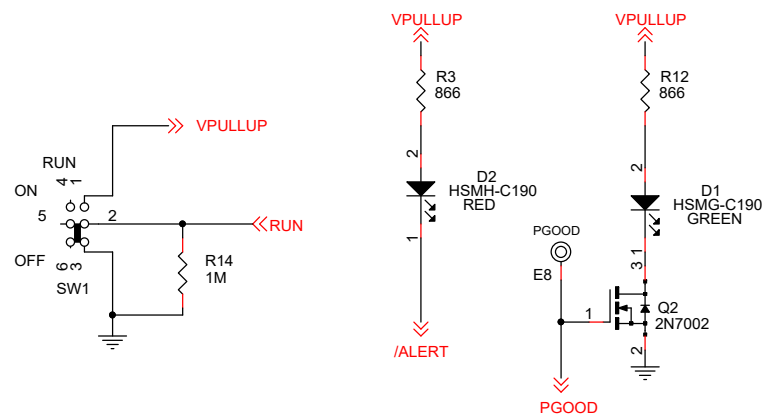 VPULLUP
RUN
ON
4
1
5
2
OFF
6
3
SW1
RUN
R14
1M
VPULLUP
R3
866
2
D2
HSMH-C190
RED
1
/ALERT
VPULLUP
R12
866
2
D1
HSMG-C190
GREEN
1
3
PGOOD
E8
1
Q2
2N7002
2
PGOOD